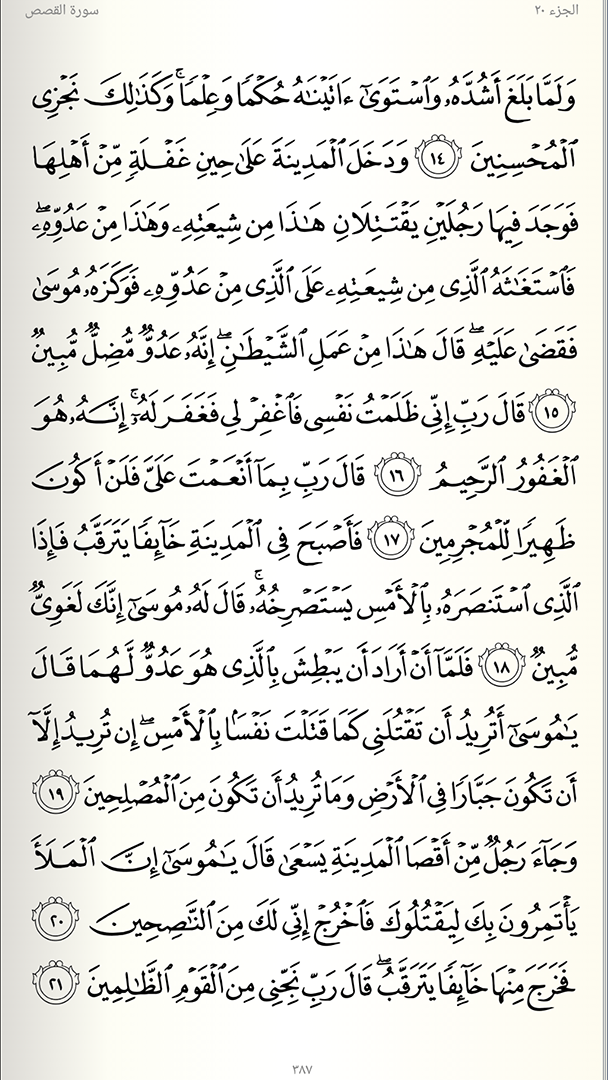 الجزء ٢٠
سورة القصص
وَلَمَّا بَلَغَ أَشُدَّهُۥ وَٱسۡتَوَىٰٓ ءَاتَيۡنَٰهُ حُكۡمٗا وَعِلۡمٗاۚ وَكَذَٰلِكَ نَجۡزِي
ٱلۡمُحۡسِنِينَ ١٤ وَدَخَلَ ٱلۡمَدِينَةَ عَلَىٰ حِينِ غَفۡلَةٖ مِّنۡ أَهۡلِهَا
فَوَجَدَ فِيهَا رَجُلَيۡنِ يَقۡتَتِلَانِ هَٰذَا مِن شِيعَتِهِۦ وَهَٰذَا مِنۡ عَدُوِّهِۦۖ
فَٱسۡتَغَٰثَهُ ٱلَّذِي مِن شِيعَتِهِۦ عَلَى ٱلَّذِي مِنۡ عَدُوِّهِۦ فَوَكَزَهُۥ مُوسَىٰ
فَقَضَىٰ عَلَيۡهِۖ قَالَ هَٰذَا مِنۡ عَمَلِ ٱلشَّيۡطَٰنِۖ إِنَّهُۥ عَدُوّٞ مُّضِلّٞ مُّبِينٞ
١٥ قَالَ رَبِّ إِنِّي ظَلَمۡتُ نَفۡسِي فَٱغۡفِرۡ لِي فَغَفَرَ لَهُۥٓۚ إِنَّهُۥ هُوَ
ٱلۡغَفُورُ ٱلرَّحِيمُ ١٦ قَالَ رَبِّ بِمَآ أَنۡعَمۡتَ عَلَيَّ فَلَنۡ أَكُونَ
ظَهِيرٗا لِّلۡمُجۡرِمِينَ ١٧ فَأَصۡبَحَ فِي ٱلۡمَدِينَةِ خَآئِفٗا يَتَرَقَّبُ فَإِذَا
ٱلَّذِي ٱسۡتَنصَرَهُۥ بِٱلۡأَمۡسِ يَسۡتَصۡرِخُهُۥۚ قَالَ لَهُۥ مُوسَىٰٓ إِنَّكَ لَغَوِيّٞ
مُّبِينٞ ١٨ فَلَمَّآ أَنۡ أَرَادَ أَن يَبۡطِشَ بِٱلَّذِي هُوَ عَدُوّٞ لَّهُمَا قَالَ
يَٰمُوسَىٰٓ أَتُرِيدُ أَن تَقۡتُلَنِي كَمَا قَتَلۡتَ نَفۡسَۢا بِٱلۡأَمۡسِۖ إِن تُرِيدُ إِلَّآ
أَن تَكُونَ جَبَّارٗا فِي ٱلۡأَرۡضِ وَمَا تُرِيدُ أَن تَكُونَ مِنَ ٱلۡمُصۡلِحِينَ ١٩
وَجَآءَ رَجُلٞ مِّنۡ أَقۡصَا ٱلۡمَدِينَةِ يَسۡعَىٰ قَالَ يَٰمُوسَىٰٓ إِنَّ ٱلۡمَلَأَ
يَأۡتَمِرُونَ بِكَ لِيَقۡتُلُوكَ فَٱخۡرُجۡ إِنِّي لَكَ مِنَ ٱلنَّٰصِحِينَ ٢٠
فَخَرَجَ مِنۡهَا خَآئِفٗا يَتَرَقَّبُۖ قَالَ رَبِّ نَجِّنِي مِنَ ٱلۡقَوۡمِ ٱلظَّٰلِمِينَ ٢١
٣٨٧